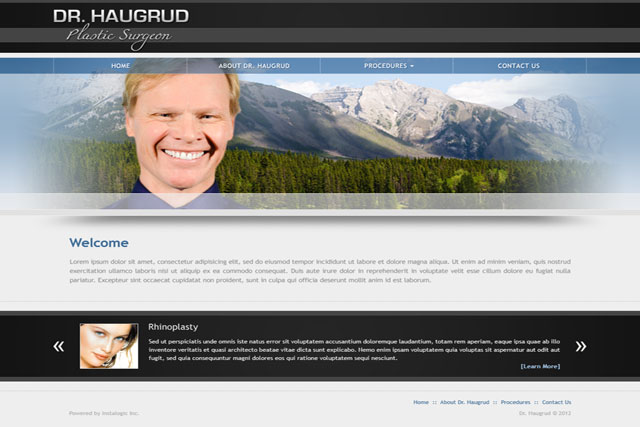 DR. HAUGRUD
Plastic Surgeon
HOME ABOUT DR. HAUGRUD PROCEDURES CONTACT US
Welcome
Lorem ipsum dolor sit amet, consectetur adipisicing elit, sed do eiusmod tempor incididunt ut labore et dolore magna aliqua. Ut enim ad minim veniam, quis nostrud
exercitation ullamco laboris nisi ut aliquip ex ea commodo consequat. Duis aute irure dolor in reprehenderit in voluptate velit esse cillum dolore eu fugiat nulla
pariatur. Excepteur sint occaecat cupidatat non proident, sunt in culpa qui officia deserunt mollit anim id est laborum.
« Rhinoplasty »
Sed ut perspiciatis unde omnis iste natus error sit voluptatem accusantium doloremque laudantium, totam rem aperiam, eaque ipsa quae ab illo
inventore veritatis et quasi architecto beatae vitae dicta sunt explicabo. Nemo enim ipsam voluptatem quia voluptas sit aspernatur aut odit aut
fugit, sed quia consequuntur magni dolores eos qui ratione voluptatem sequi nesciunt.
[Learn More]
Home :: About Dr. Haugrud :: Procedures :: Contact Us
Powered by Instalogic Inc. Dr. Haugrud © 2012